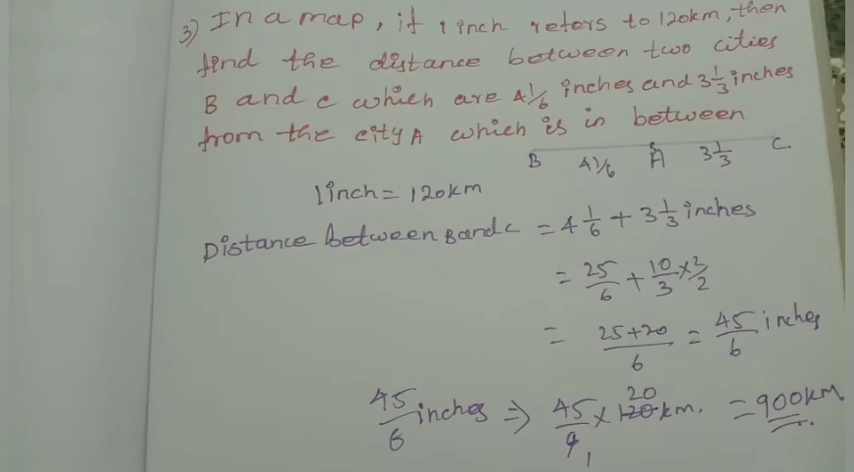 3) In a map, if 1 inch refers to 120km, then
find the distance between two cities
B and C which are 4 1/6 inches and 3 1/3 inches
from the city A which is in between
B 4 1/6 A 3 1/3 C
1 inch = 120km
Distance between B and C = 4 1/6 + 3 1/3 inches
= 25/6 + 10/3 × 2/2
= (25+20)/6 = 45/6 inches
45/6 inches ⇒ 45/6 1 × 120 20 km. = 900km